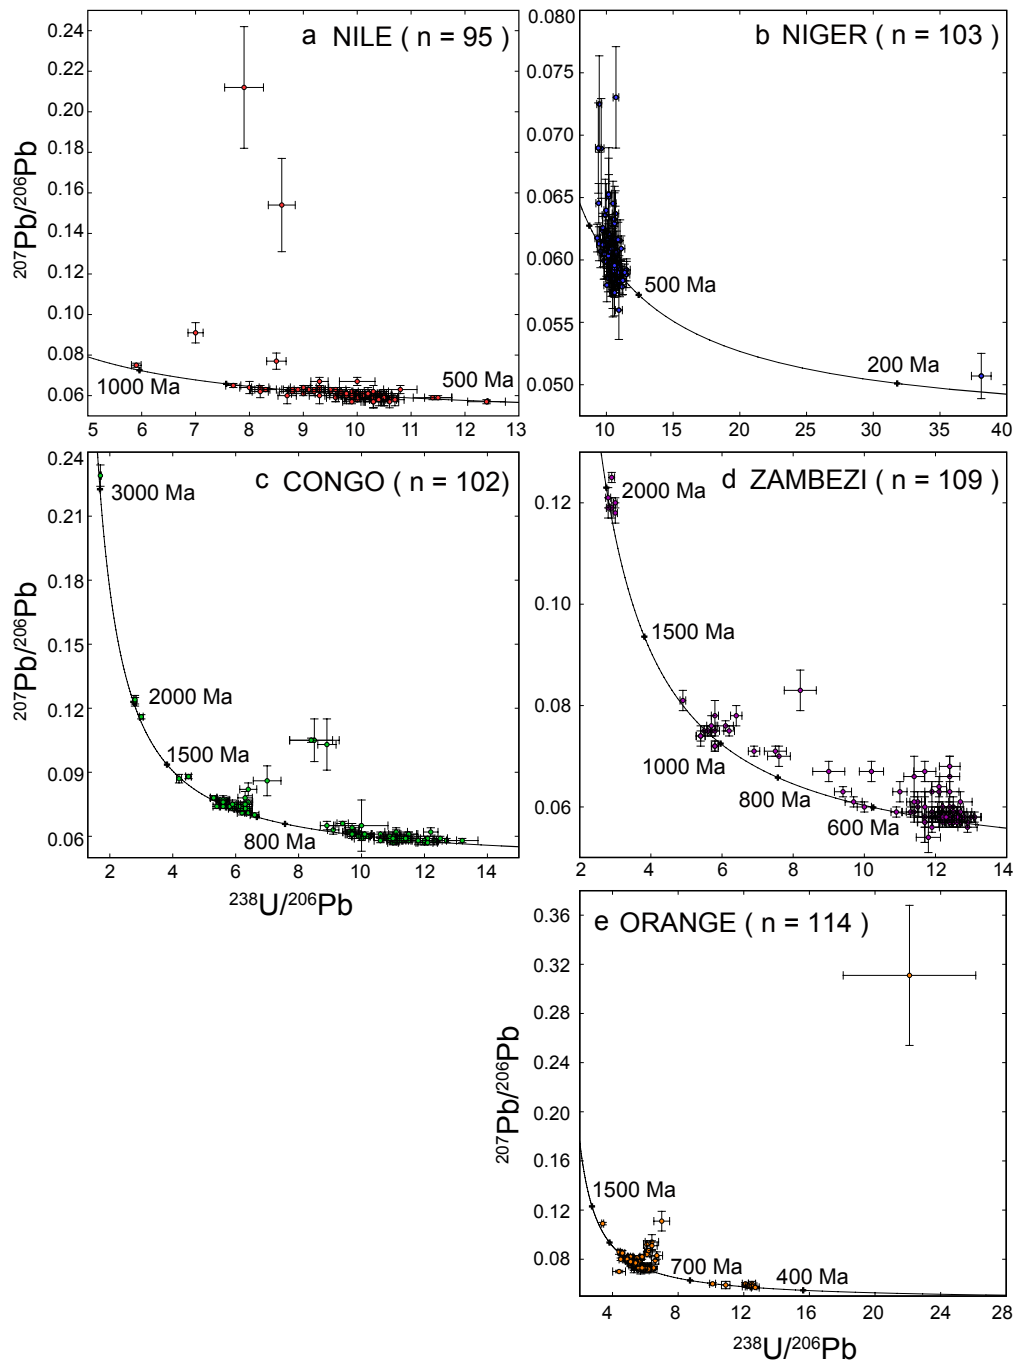 a NILE ( n = 95)
0.24
0.22
0.20
0.18
0.16
0.14
0.12
0.10
0.08
0.06
²⁰⁷Pb/²⁰⁶Pb
1000 Ma
500 Ma
5 6 7 8 9 10 11 12 13
b NIGER ( n = 103)
0.080
0.075
0.070
0.065
0.060
0.055
0.050
500 Ma
200 Ma
10 15 20 25 30 35 40
c CONGO ( n = 102)
0.24
0.21
0.18
0.15
0.12
0.09
0.06
²⁰⁷Pb/²⁰⁶Pb
3000 Ma
2000 Ma
1500 Ma
800 Ma
2 4 6 8 10 12 14
²³⁸U/²⁰⁶Pb
d ZAMBEZI ( n = 109)
0.12
0.10
0.08
0.06
2000 Ma
1500 Ma
1000 Ma
800 Ma
600 Ma
2 4 6 8 10 12 14
e ORANGE ( n = 114 )
0.36
0.32
0.28
0.24
0.20
0.16
0.12
0.08
²⁰⁷Pb/²⁰⁶Pb
1500 Ma
700 Ma
400 Ma
4 8 12 16 20 24 28
²³⁸U/²⁰⁶Pb